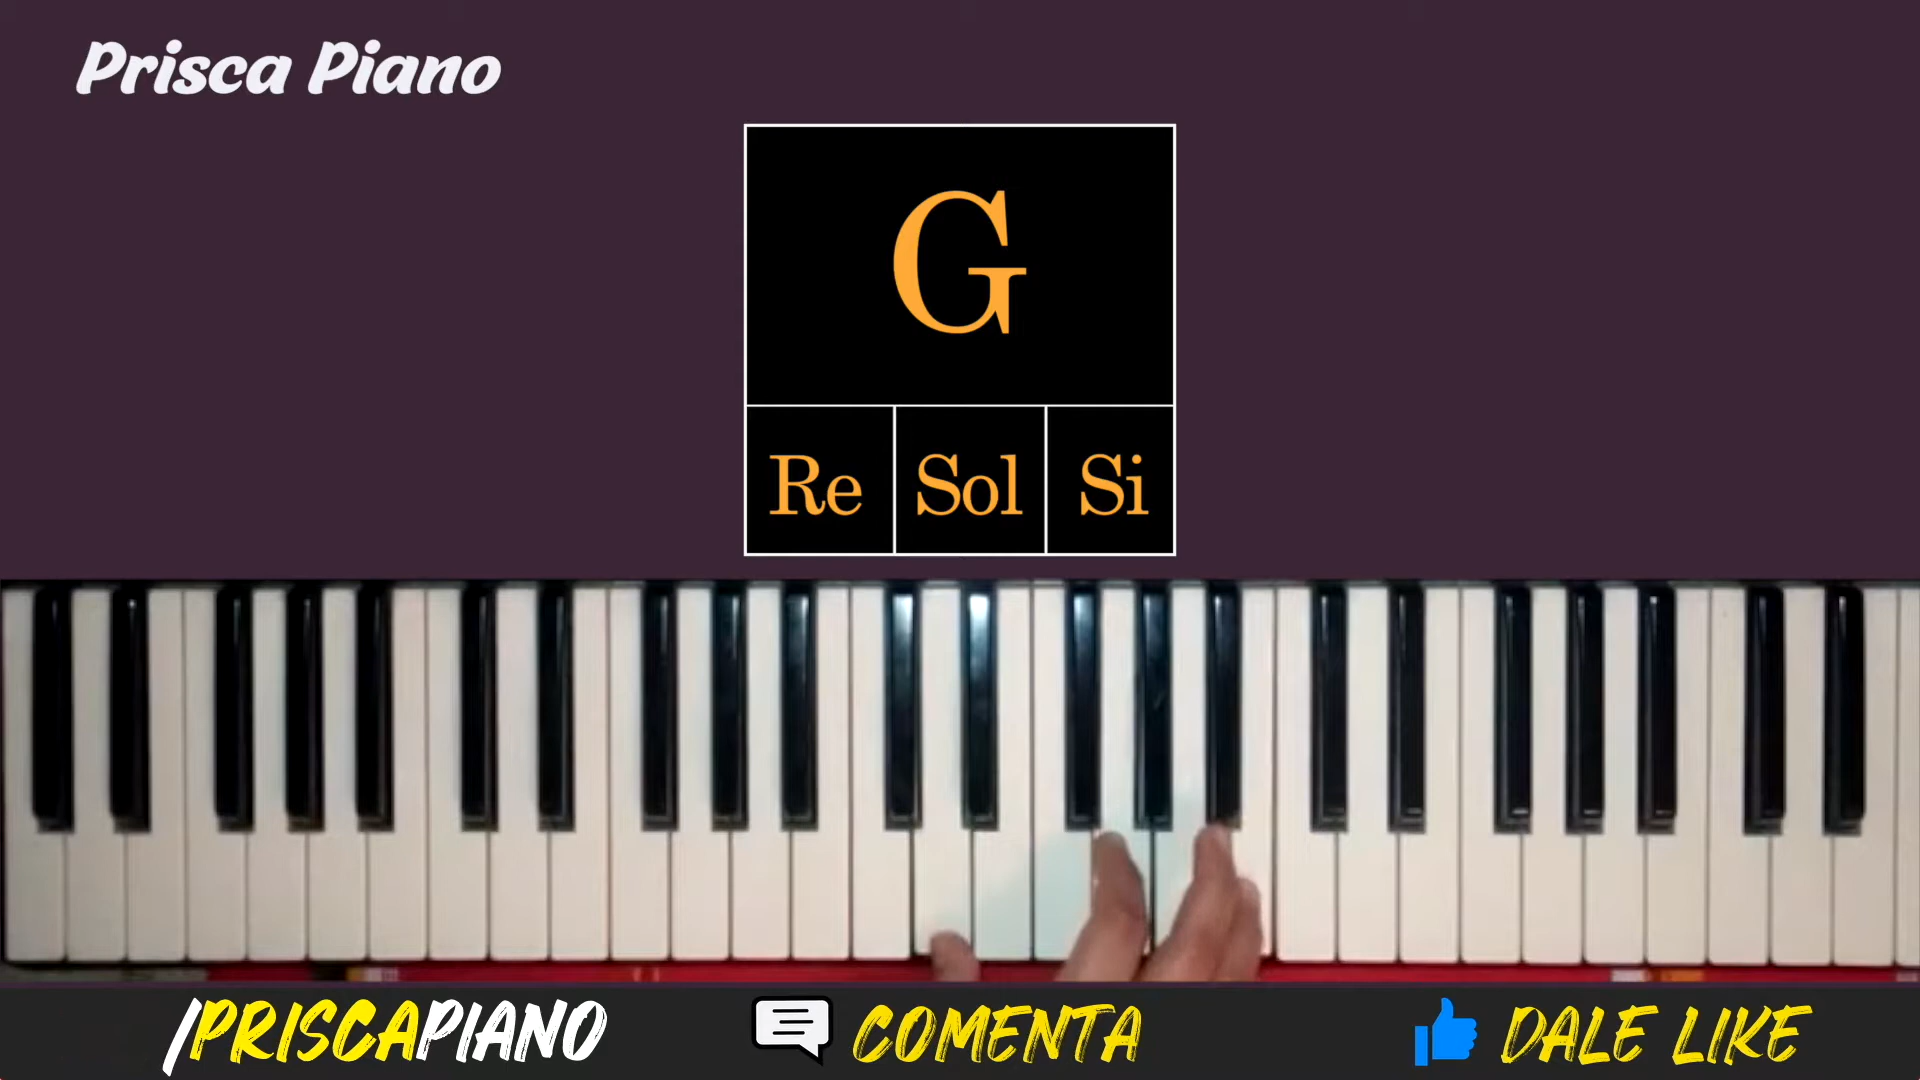 Prisca Piano
G
Re Sol Si
/PRISCAPIANO
COMENTA
DALE LIKE